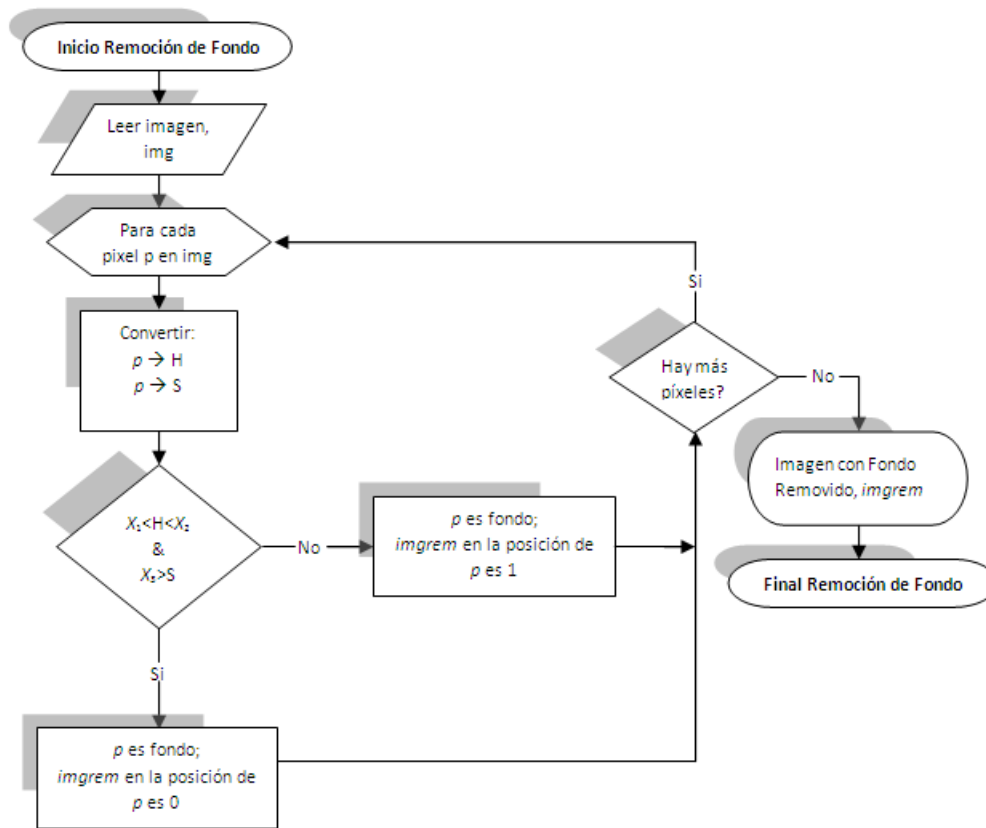 Inicio Remoción de Fondo
Leer imagen,
img
Para cada
pixel p en img
Convertir:
p → H
p → S
X₁<H<X₂
&
X₃>S
No
p es fondo;
imgrem en la posición de
p es 1
Si
p es fondo;
imgrem en la posición de
p es 0
Si
Hay más
píxeles?
No
Imagen con Fondo
Removido, imgrem
Final Remoción de Fondo